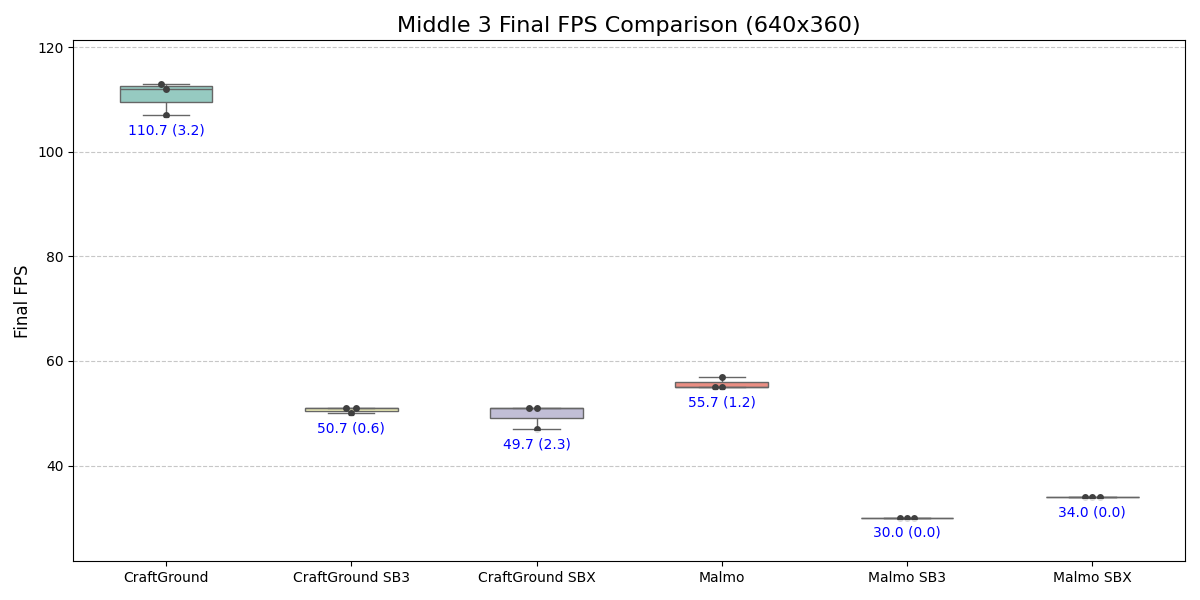 Middle 3 Final FPS Comparison (640x360)
Final FPS
120
100
80
60
40
110.7 (3.2)
50.7 (0.6)
49.7 (2.3)
55.7 (1.2)
30.0 (0.0)
34.0 (0.0)
CraftGround
CraftGround SB3
CraftGround SBX
Malmo
Malmo SB3
Malmo SBX